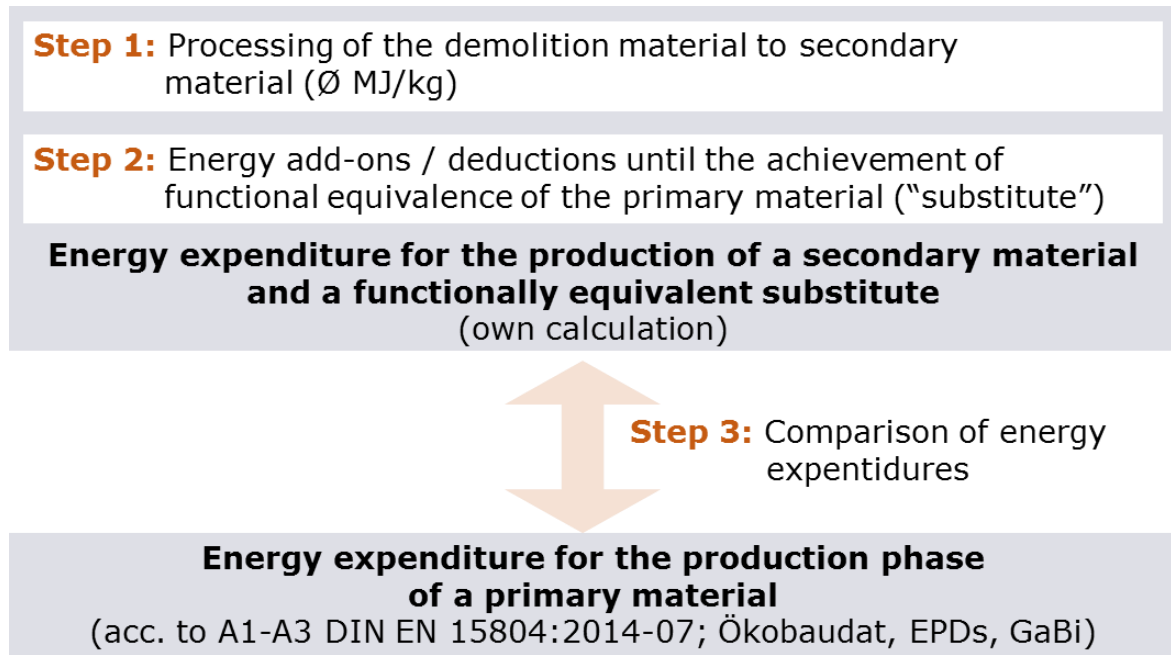 Step 1: Processing of the demolition material to secondary
material (Ø MJ/kg)
Step 2: Energy add-ons / deductions until the achievement of
functional equivalence of the primary material (“substitute”)
Energy expenditure for the production of a secondary material
and a functionally equivalent substitute
(own calculation)
Step 3: Comparison of energy
expentidures
Energy expenditure for the production phase
of a primary material
(acc. to A1-A3 DIN EN 15804:2014-07; Ökobaudat, EPDs, GaBi)